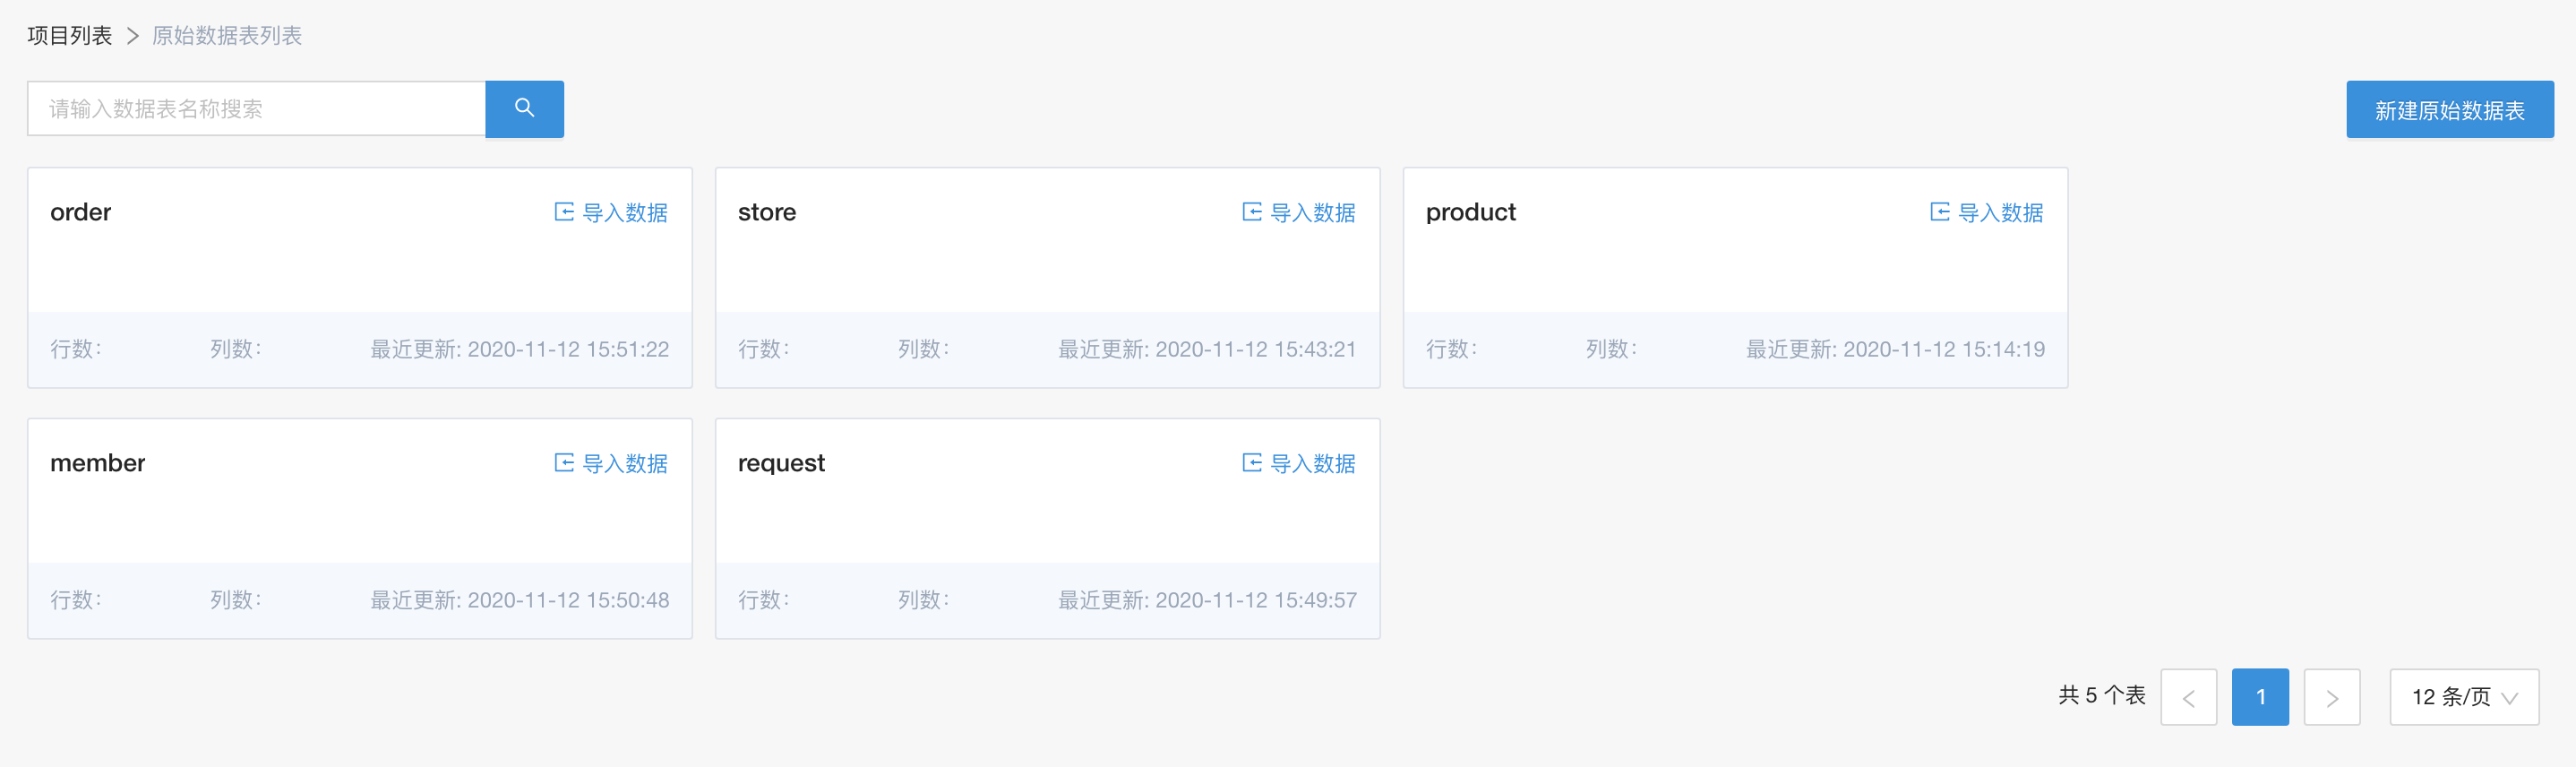 项目列表 > 原始数据表列表
请输入数据表名称搜索
新建原始数据表
order 导入数据
行数: 列数: 最近更新: 2020-11-12 15:51:22
store 导入数据
行数: 列数: 最近更新: 2020-11-12 15:43:21
product 导入数据
行数: 列数: 最近更新: 2020-11-12 15:14:19
member 导入数据
行数: 列数: 最近更新: 2020-11-12 15:50:48
request 导入数据
行数: 列数: 最近更新: 2020-11-12 15:49:57
共 5 个表 < 1 > 12 条/页